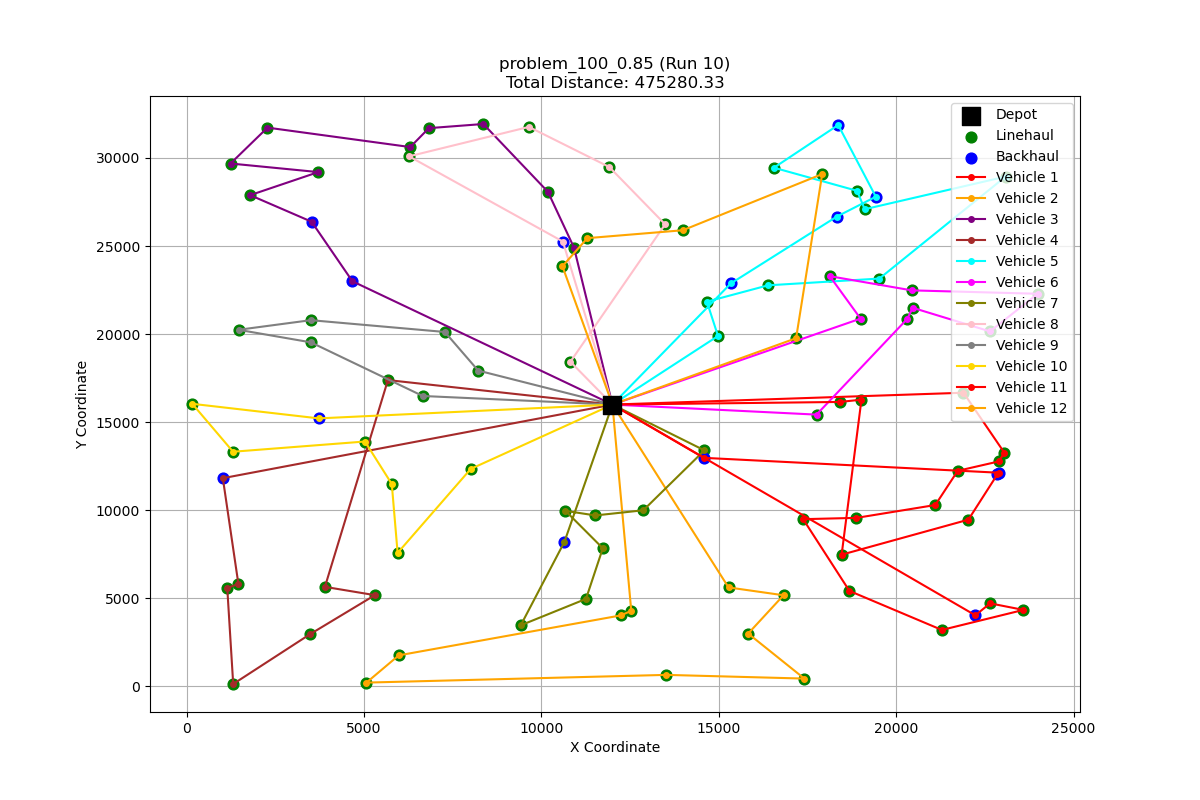 problem_100_0.85 (Run 10)
Total Distance: 475280.33
Depot
Linehaul
Backhaul
Vehicle 1
Vehicle 2
Vehicle 3
Vehicle 4
Vehicle 5
Vehicle 6
Vehicle 7
Vehicle 8
Vehicle 9
Vehicle 10
Vehicle 11
Vehicle 12
Y Coordinate
30000
25000
20000
15000
10000
5000
0
0 5000 10000 15000 20000 25000
X Coordinate